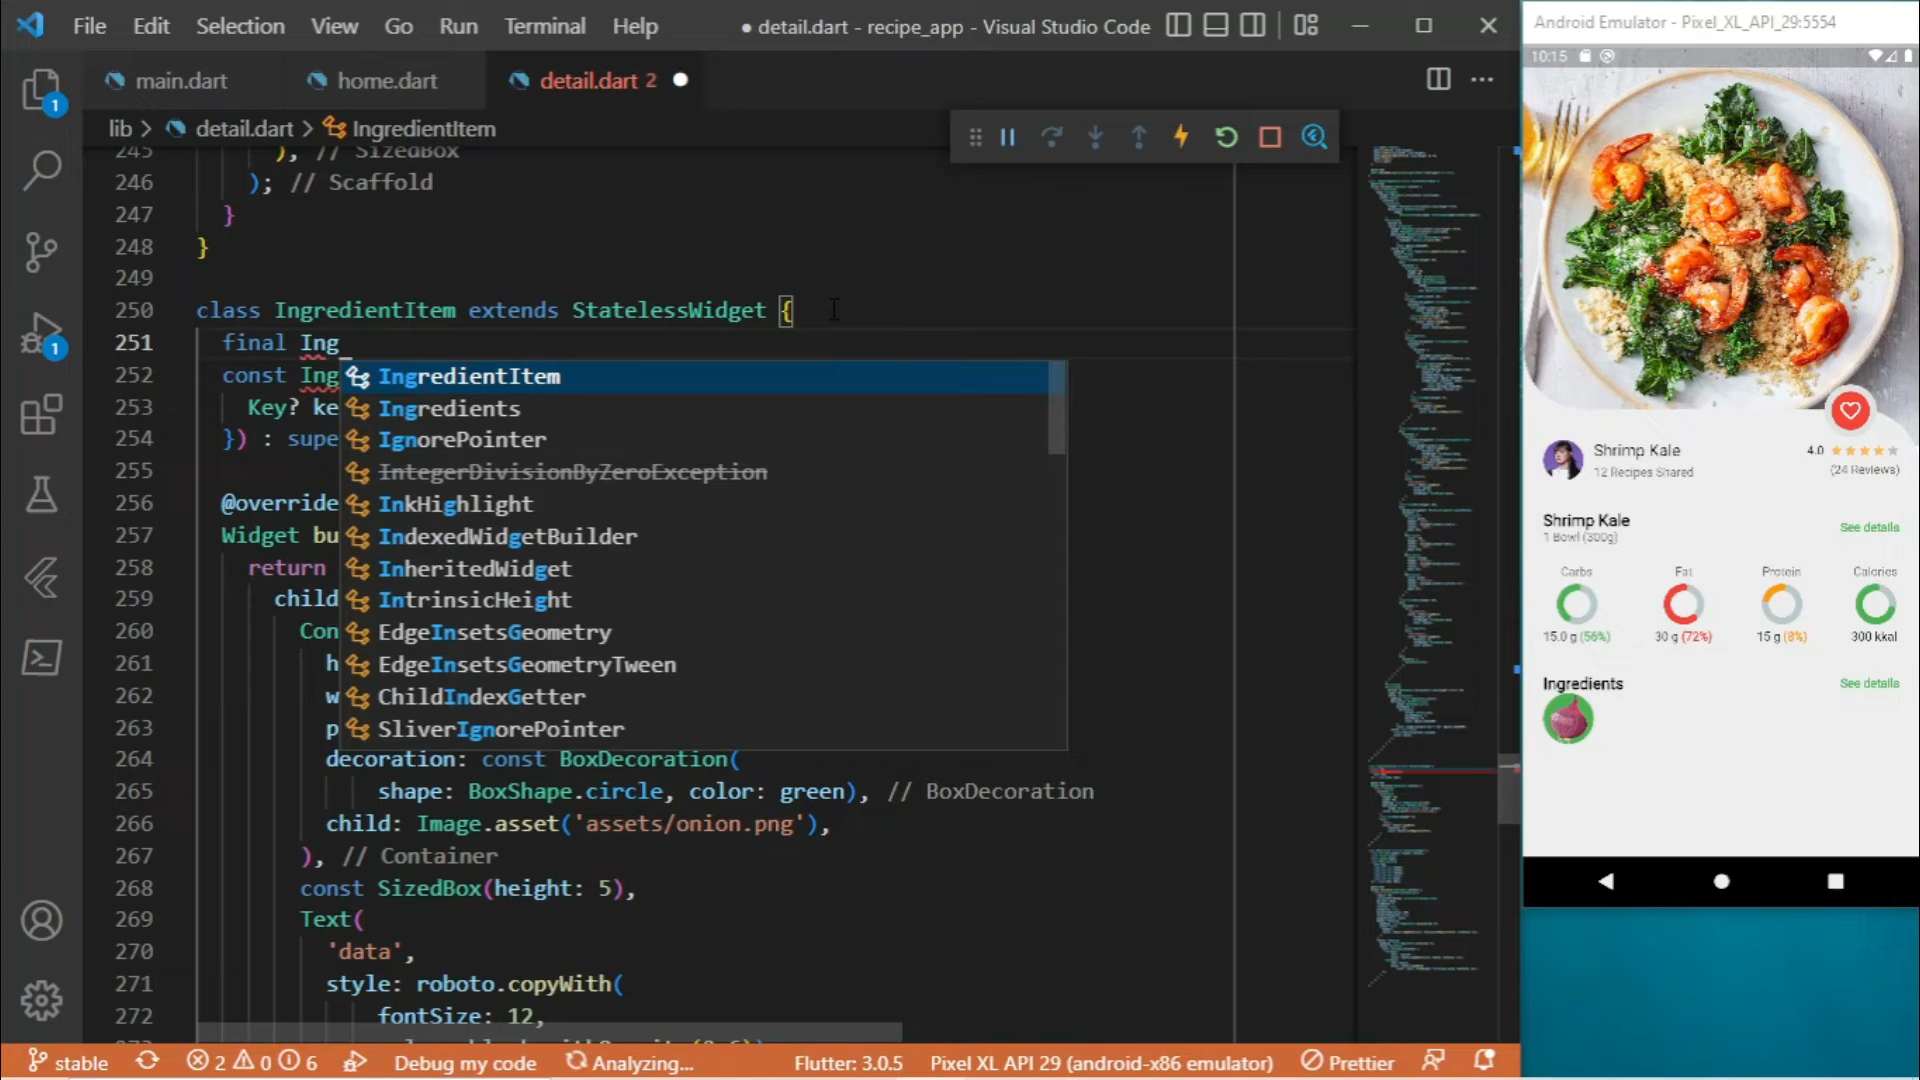 File Edit Selection View Go Run Terminal Help
● detail.dart - recipe_app - Visual Studio Code
Android Emulator - Pixel_XL_API_29:5554
main.dart
home.dart
detail.dart 2
lib > detail.dart > IngredientItem
245 ), // SizedBox
246 ); // Scaffold
247 }
248 }
249
250 class IngredientItem extends StatelessWidget {
251 final Ing_
252 const Ing
253 Key? ke
254 }) : supe
255
256 @override
257 Widget bu
258 return
259 child
260 Con
261 h
262 w
263 p
IngredientItem
Ingredients
IgnorePointer
IntegerDivisionByZeroException
InkHighlight
IndexedWidgetBuilder
InheritedWidget
IntrinsicHeight
EdgeInsetsGeometry
EdgeInsetsGeometryTween
ChildIndexGetter
SliverIgnorePointer
264 decoration: const BoxDecoration(
265 shape: BoxShape.circle, color: green), // BoxDecoration
266 child: Image.asset('assets/onion.png'),
267 ), // Container
268 const SizedBox(height: 5),
269 Text(
270 'data',
271 style: roboto.copyWith(
272 fontSize: 12,
1
1
stable 2 0 6 Debug my code Analyzing... Flutter: 3.0.5 Pixel XL API 29 (android-x86 emulator) Prettier
10:15
Shrimp Kale
12 Recipes Shared
4.0
(24 Reviews)
Shrimp Kale
1 Bowl (300g)
See details
Carbs Fat Protein Calories
15.0 g (56%) 30 g (72%) 15 g (8%) 300 kkal
Ingredients
See details